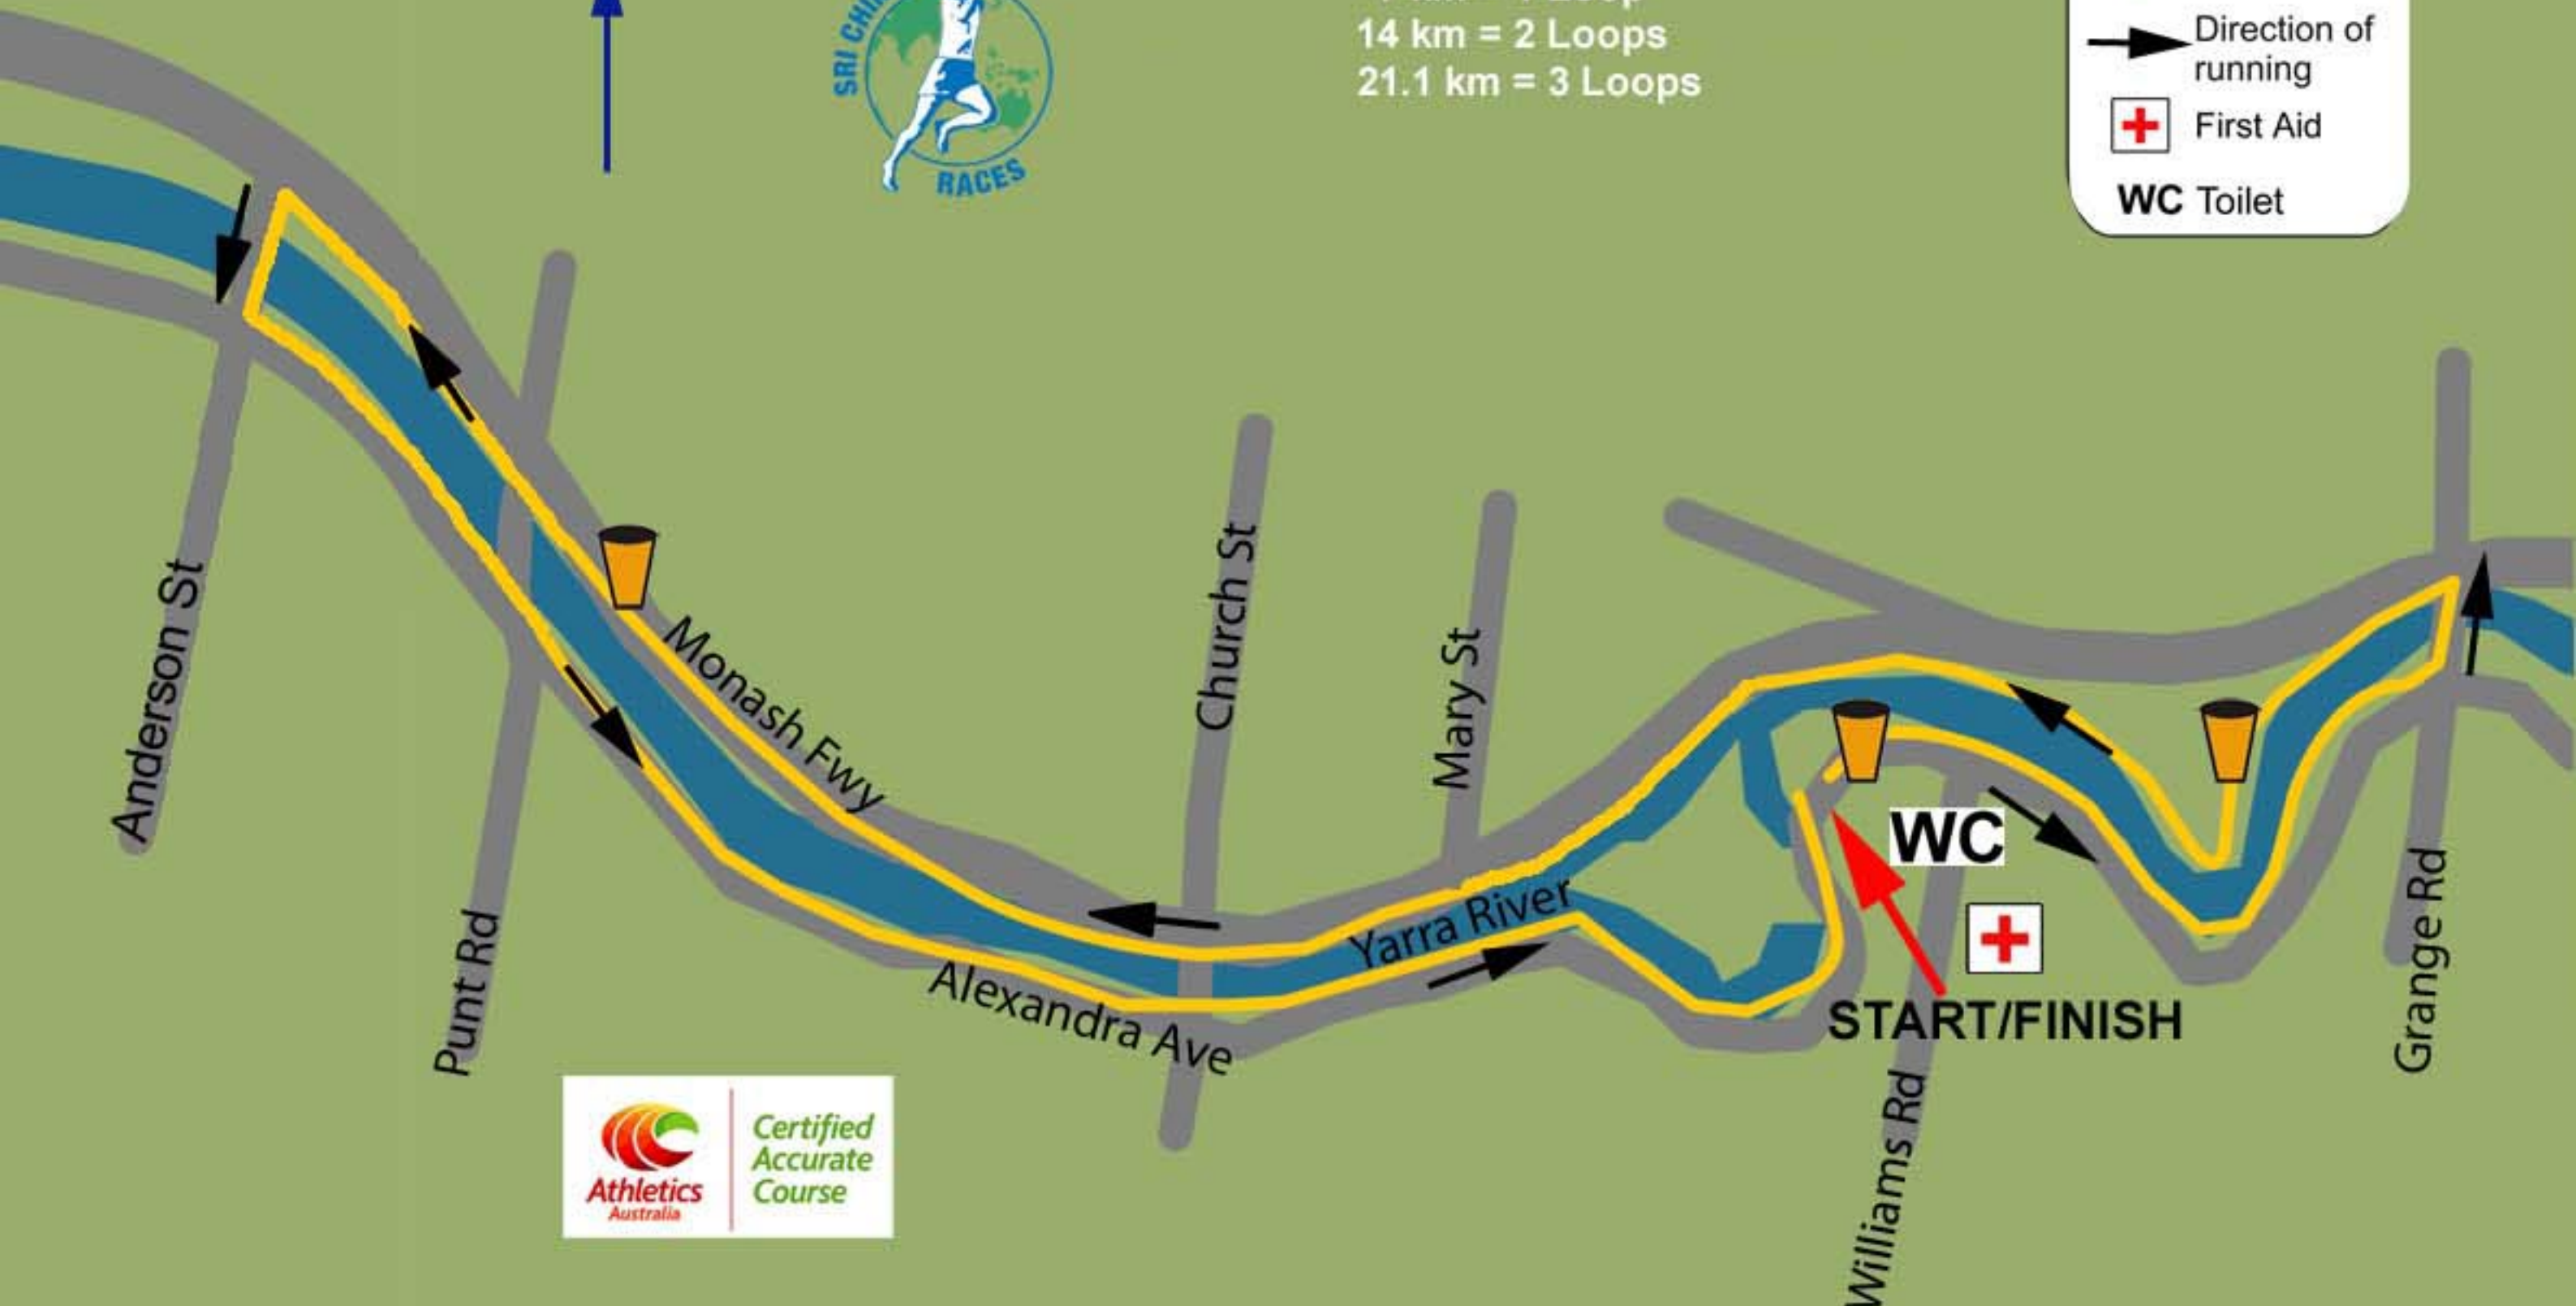 SRI CHIN
RACES
14 km = 2 Loops
21.1 km = 3 Loops
Direction of
running
First Aid
WC Toilet
Anderson St
Punt Rd
Monash Fwy
Church St
Mary St
Yarra River
Alexandra Ave
WC
START/FINISH
Williams Rd
Grange Rd
Athletics
Australia
Certified
Accurate
Course